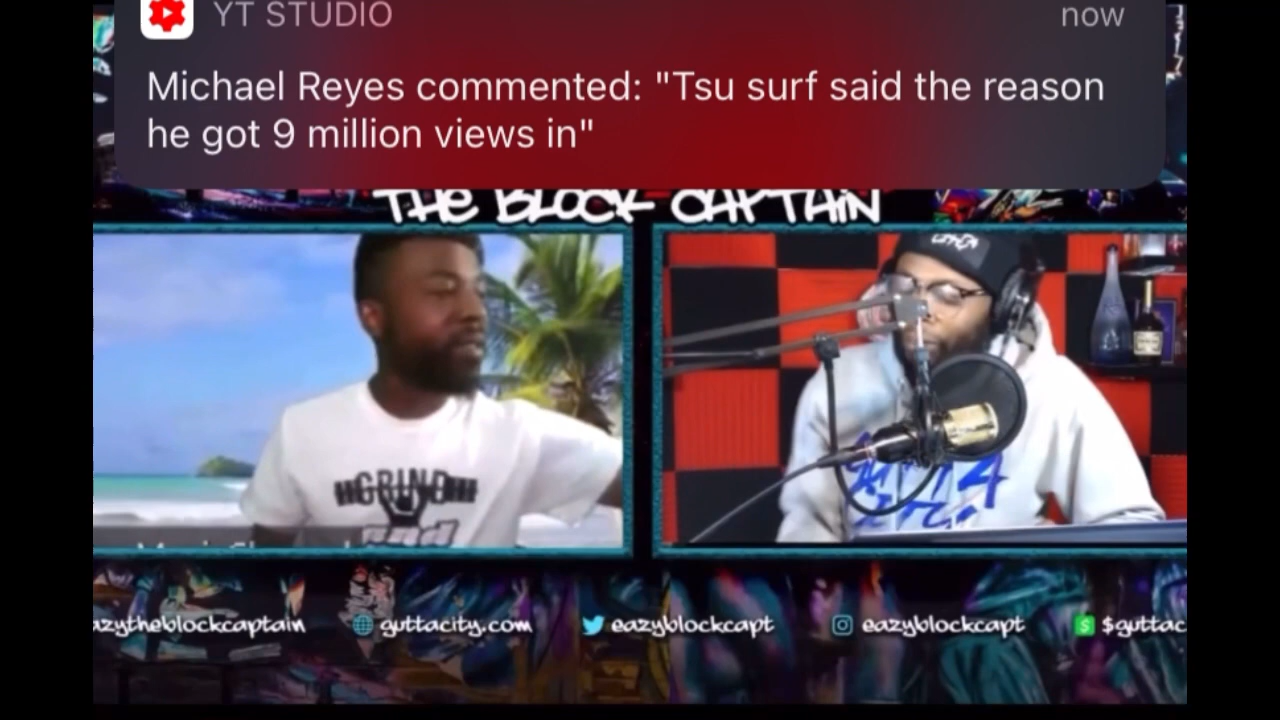 YT STUDIO
now
Michael Reyes commented: "Tsu surf said the reason
he got 9 million views in"
THE BLOCK CAPTAIN
GRIND
azytheblockcaptain
guttacity.com
eazyblockcapt
eazyblockcapt
$guttac